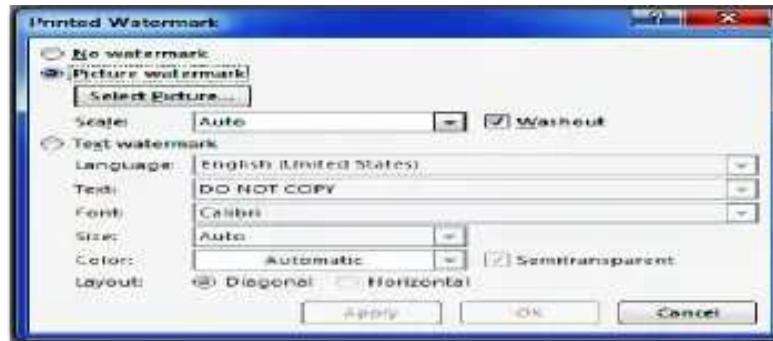 Printed Watermark
No watermark
Picture watermark
Select Picture...
Scale: Auto Washout
Text watermark
Language: English (United States)
Text: DO NOT COPY
Font: Calibri
Size: Auto
Color: Automatic Semitransparent
Layout: Diagonal Horizontal
Apply OK Cancel